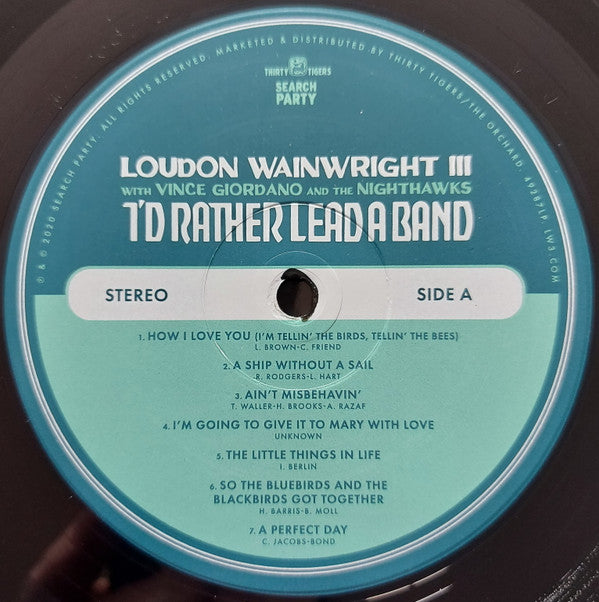 ℗ & © 2020 SEARCH PARTY. ALL RIGHTS RESERVED. MARKETED & DISTRIBUTED BY THIRTY TIGERS/THE ORCHARD. 49287LP LW3.COM
THIRTY TIGERS
SEARCH
PARTY
LOUDON WAINWRIGHT III
WITH VINCE GIORDANO AND THE NIGHTHAWKS
I'D RATHER LEAD A BAND
STEREO
SIDE A
1. HOW I LOVE YOU (I'M TELLIN' THE BIRDS, TELLIN' THE BEES)
L. BROWN-C. FRIEND
2. A SHIP WITHOUT A SAIL
R. RODGERS-L. HART
3. AIN'T MISBEHAVIN'
T. WALLER-H. BROOKS-A. RAZAF
4. I'M GOING TO GIVE IT TO MARY WITH LOVE
UNKNOWN
5. THE LITTLE THINGS IN LIFE
I. BERLIN
6. SO THE BLUEBIRDS AND THE
BLACKBIRDS GOT TOGETHER
H. BARRIS-B. MOLL
7. A PERFECT DAY
C. JACOBS-BOND